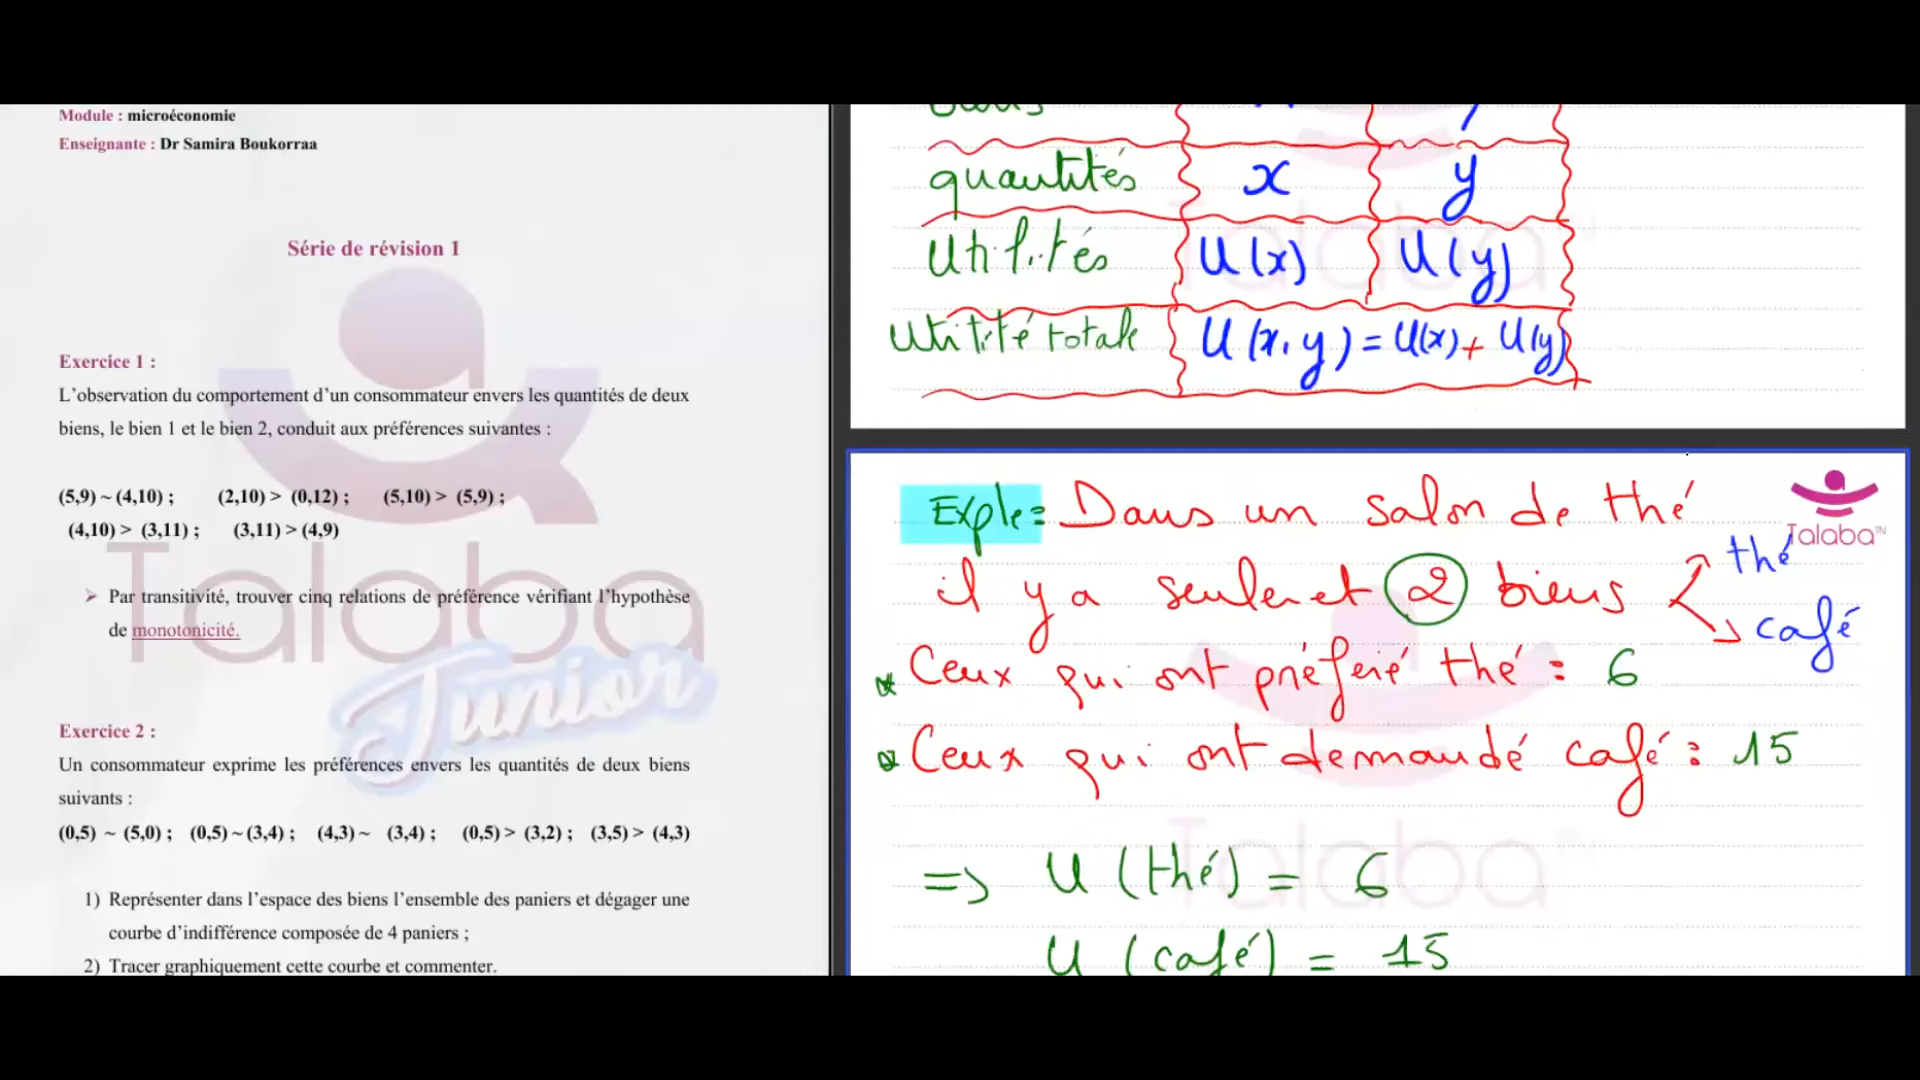 Module : microéconomie
Enseignante : Dr Samira Boukorraa
Série de révision 1
Exercice 1 :
L'observation du comportement d'un consommateur envers les quantités de deux
biens, le bien 1 et le bien 2, conduit aux préférences suivantes :
(5,9) ~ (4,10) ; (2,10) > (0,12) ; (5,10) > (5,9) ;
(4,10) > (3,11) ; (3,11) > (4,9)
➢ Par transitivité, trouver cinq relations de préférence vérifiant l'hypothèse
de monotonicité.
Talaba
Junior
Exercice 2 :
Un consommateur exprime les préférences envers les quantités de deux biens
suivants :
(0,5) ~ (5,0) ; (0,5) ~ (3,4) ; (4,3) ~ (3,4) ; (0,5) > (3,2) ; (3,5) > (4,3)
1) Représenter dans l'espace des biens l'ensemble des paniers et dégager une
courbe d'indifférence composée de 4 paniers ;
2) Tracer graphiquement cette courbe et commenter.
quantités x y
Utilités U(x) U(y)
Utilité totale U(x,y) = U(x) + U(y)
Talaba
Exple : Dans un salon de thé
Talaba TN
il y a seulemet 2 biens thé
café
* Ceux qui ont préféré thé : 6
* Ceux qui ont demandé café : 15
=> U (thé) = 6
Talaba
U (café) = 15